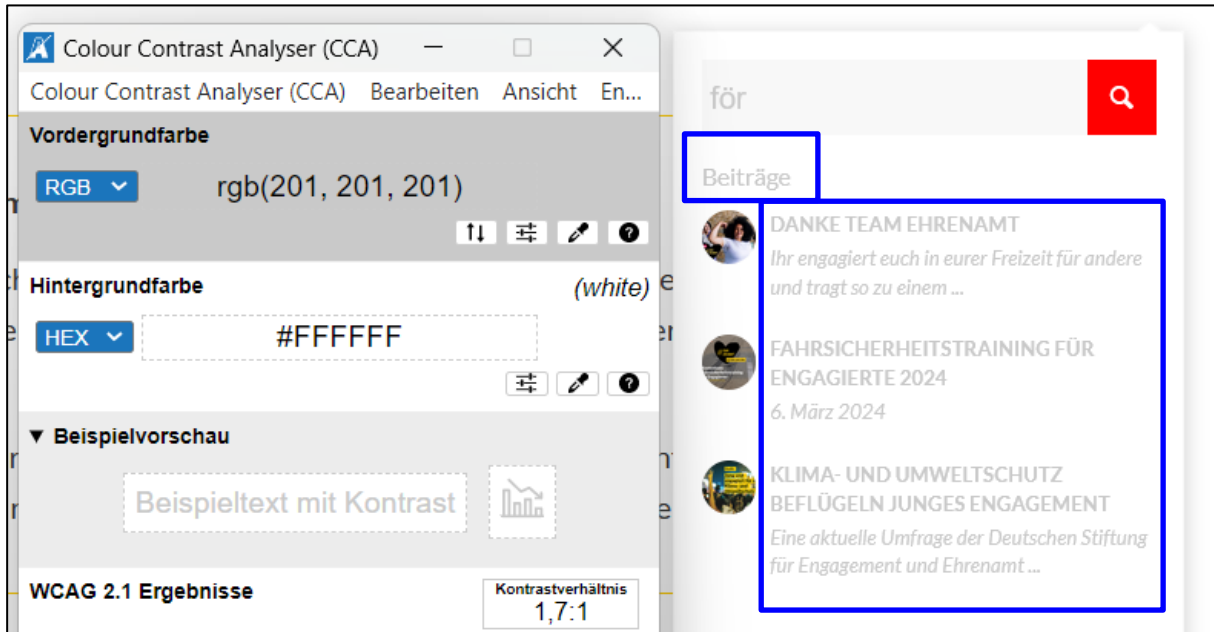 Colour Contrast Analyser (CCA)
Colour Contrast Analyser (CCA) Bearbeiten Ansicht En...
Vordergrundfarbe
RGB rgb(201, 201, 201)
Hintergrundfarbe (white)
HEX #FFFFFF
▼ Beispielvorschau
Beispieltext mit Kontrast
WCAG 2.1 Ergebnisse
Kontrastverhältnis
1,7:1
för
Beiträge
DANKE TEAM EHRENAMT
Ihr engagiert euch in eurer Freizeit für andere
und tragt so zu einem ...
FAHRSICHERHEITSTRAINING FÜR
ENGAGIERTE 2024
6. März 2024
KLIMA- UND UMWELTSCHUTZ
BEFLÜGELN JUNGES ENGAGEMENT
Eine aktuelle Umfrage der Deutschen Stiftung
für Engagement und Ehrenamt ...